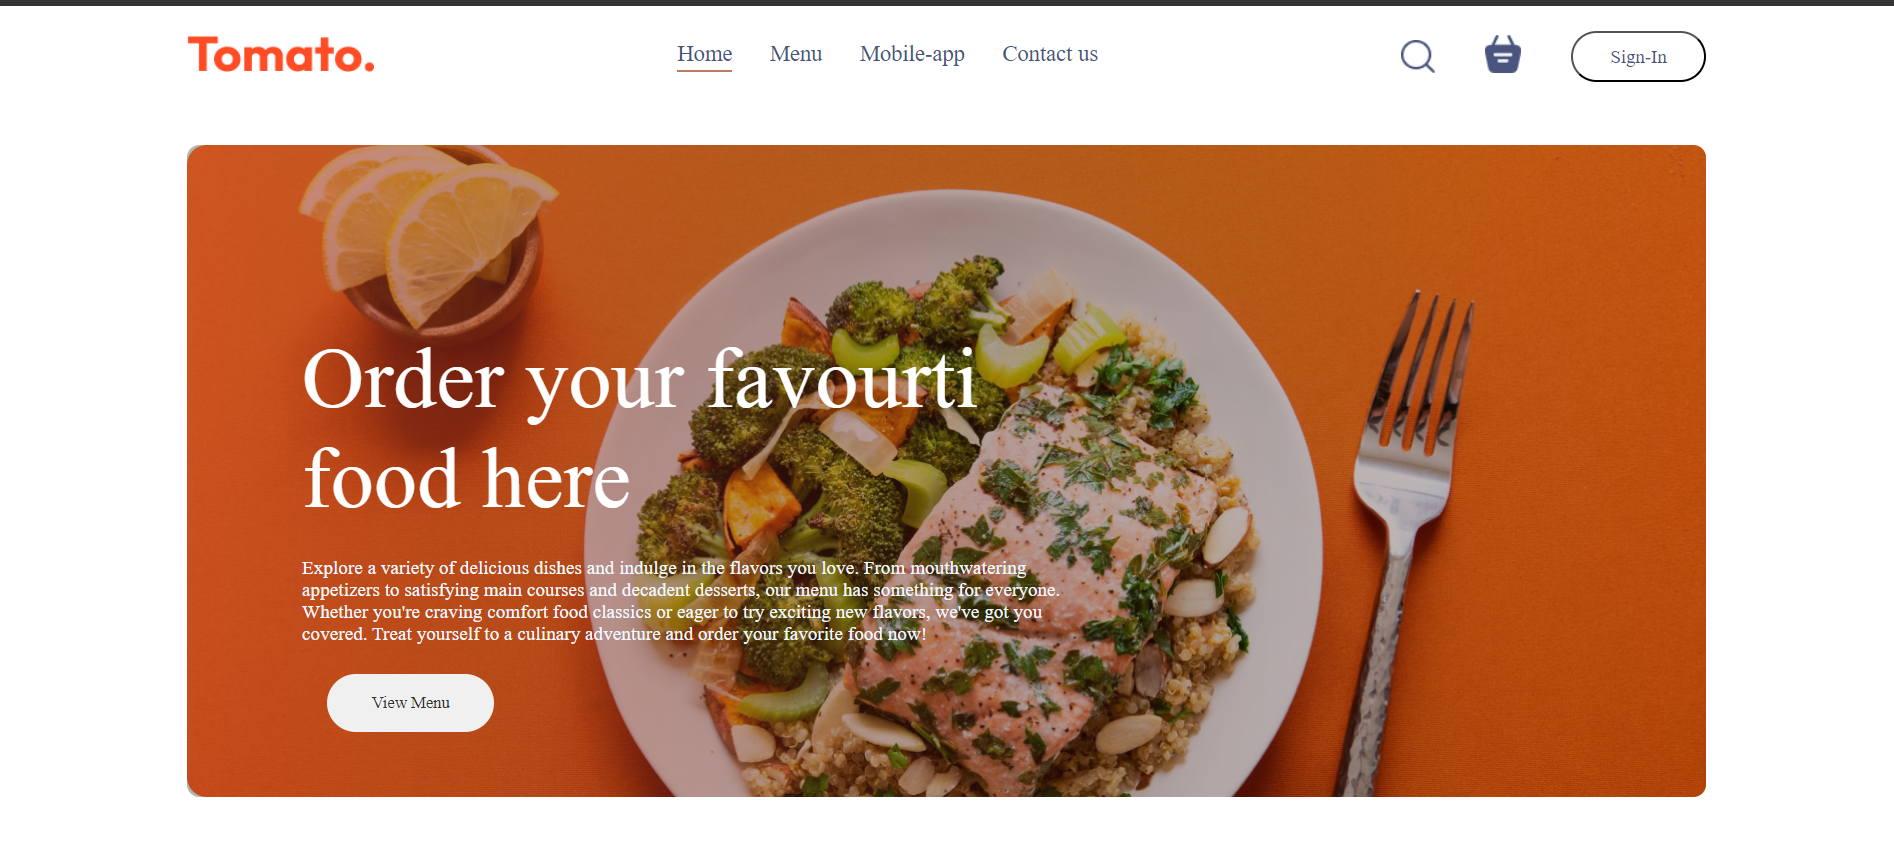 Tomato.
Home Menu Mobile-app Contact us
Sign-In
Order your favourti
food here
Explore a variety of delicious dishes and indulge in the flavors you love. From mouthwatering
appetizers to satisfying main courses and decadent desserts, our menu has something for everyone.
Whether you're craving comfort food classics or eager to try exciting new flavors, we've got you
covered. Treat yourself to a culinary adventure and order your favorite food now!
View Menu